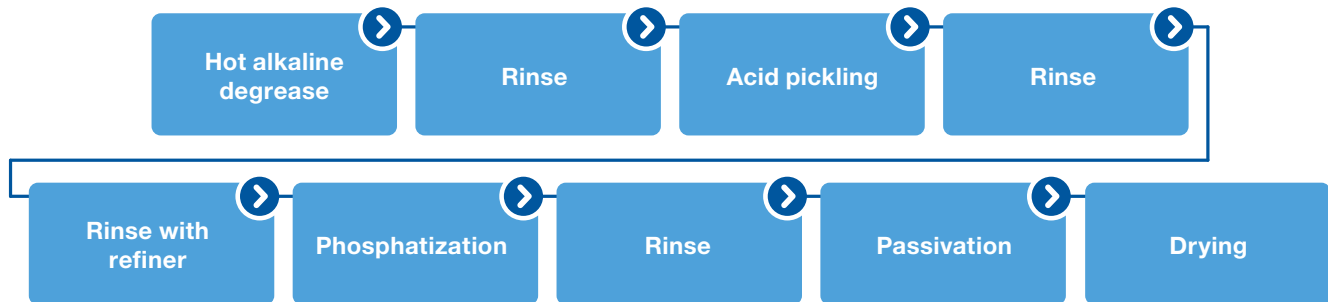 Hot alkaline
degrease
Rinse
Acid pickling
Rinse
Rinse with
refiner
Phosphatization
Rinse
Passivation
Drying